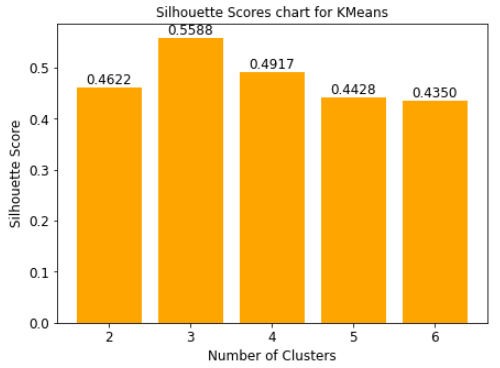 Silhouette Scores chart for KMeans
0.5588
0.4917
0.4622
0.4428
0.4350
0.5
0.4
0.3
0.2
0.1
0.0
Silhouette Score
2 3 4 5 6
Number of Clusters